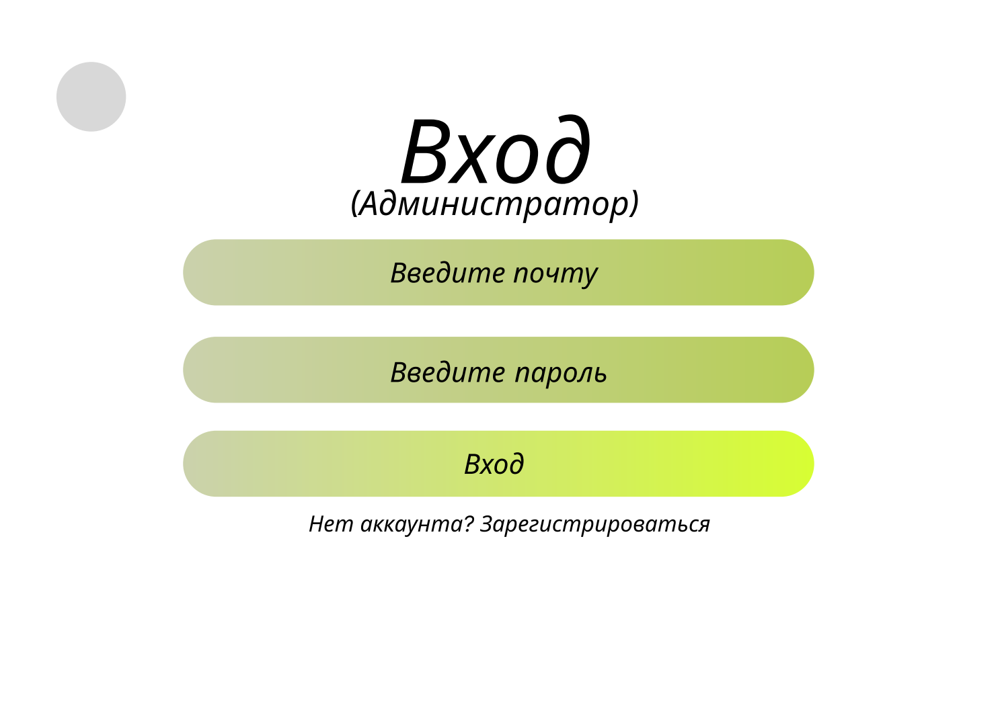 Вход
(Администратор)
Введите почту
Введите пароль
Вход
Нет аккаунта? Зарегистрироваться